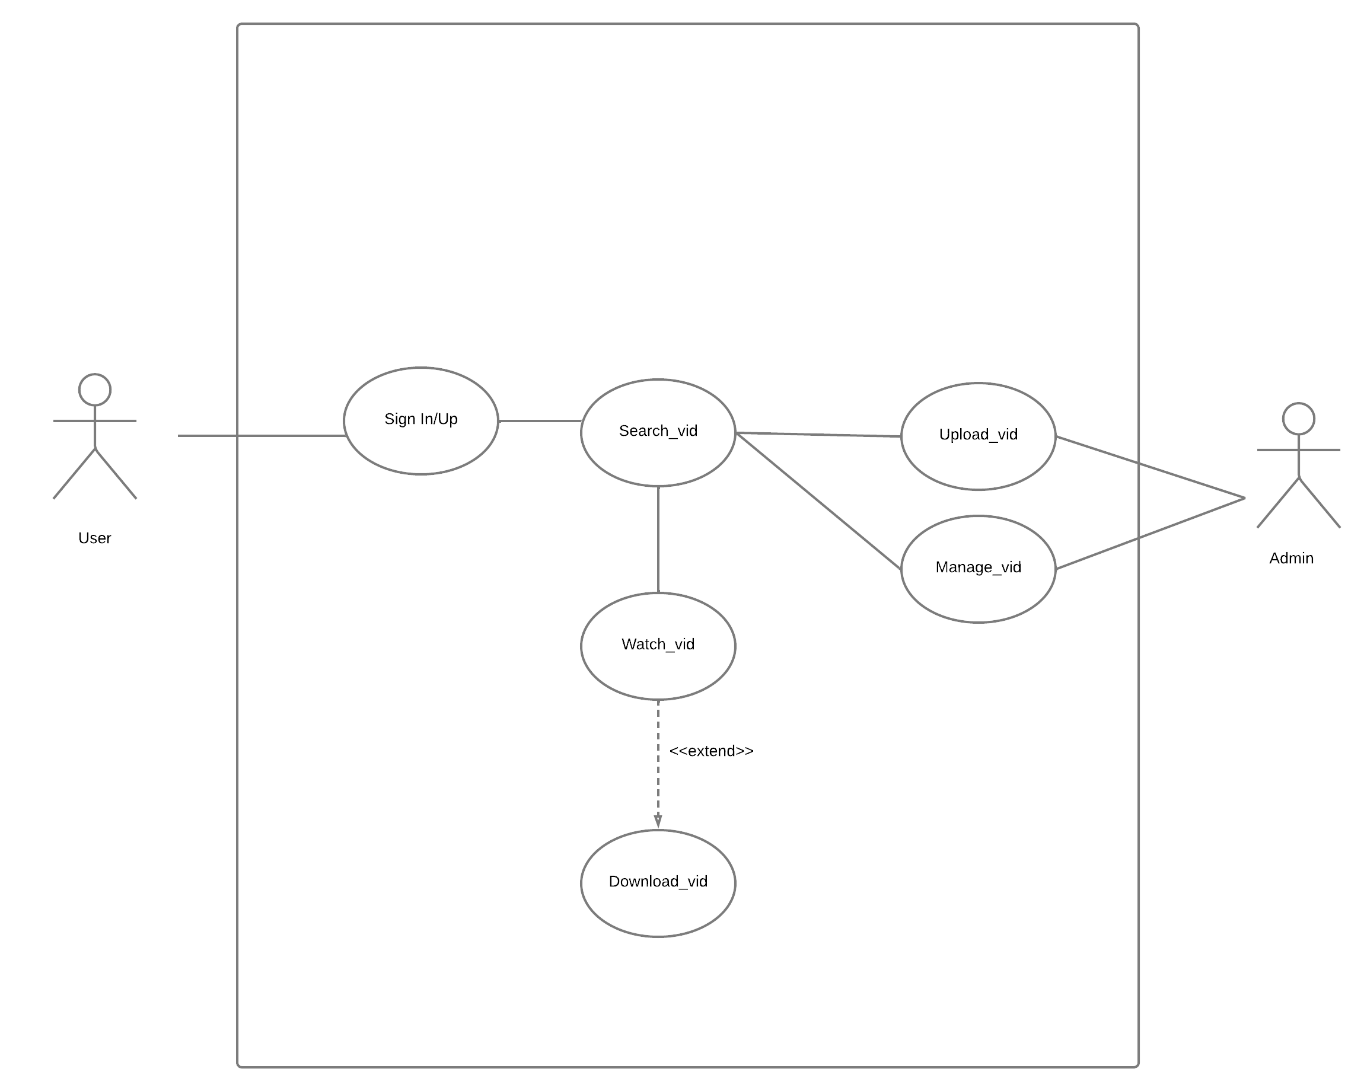 Sign In/Up
Search_vid
Upload_vid
User
Manage_vid
Admin
Watch_vid
<<extend>>
Download_vid